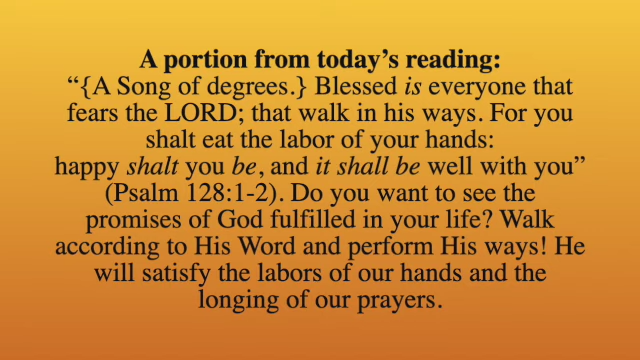 A portion from today’s reading:
“{A Song of degrees.} Blessed is everyone that
fears the LORD; that walk in his ways. For you
shalt eat the labor of your hands:
happy shalt you be, and it shall be well with you”
(Psalm 128:1-2). Do you want to see the
promises of God fulfilled in your life? Walk
according to His Word and perform His ways! He
will satisfy the labors of our hands and the
longing of our prayers.